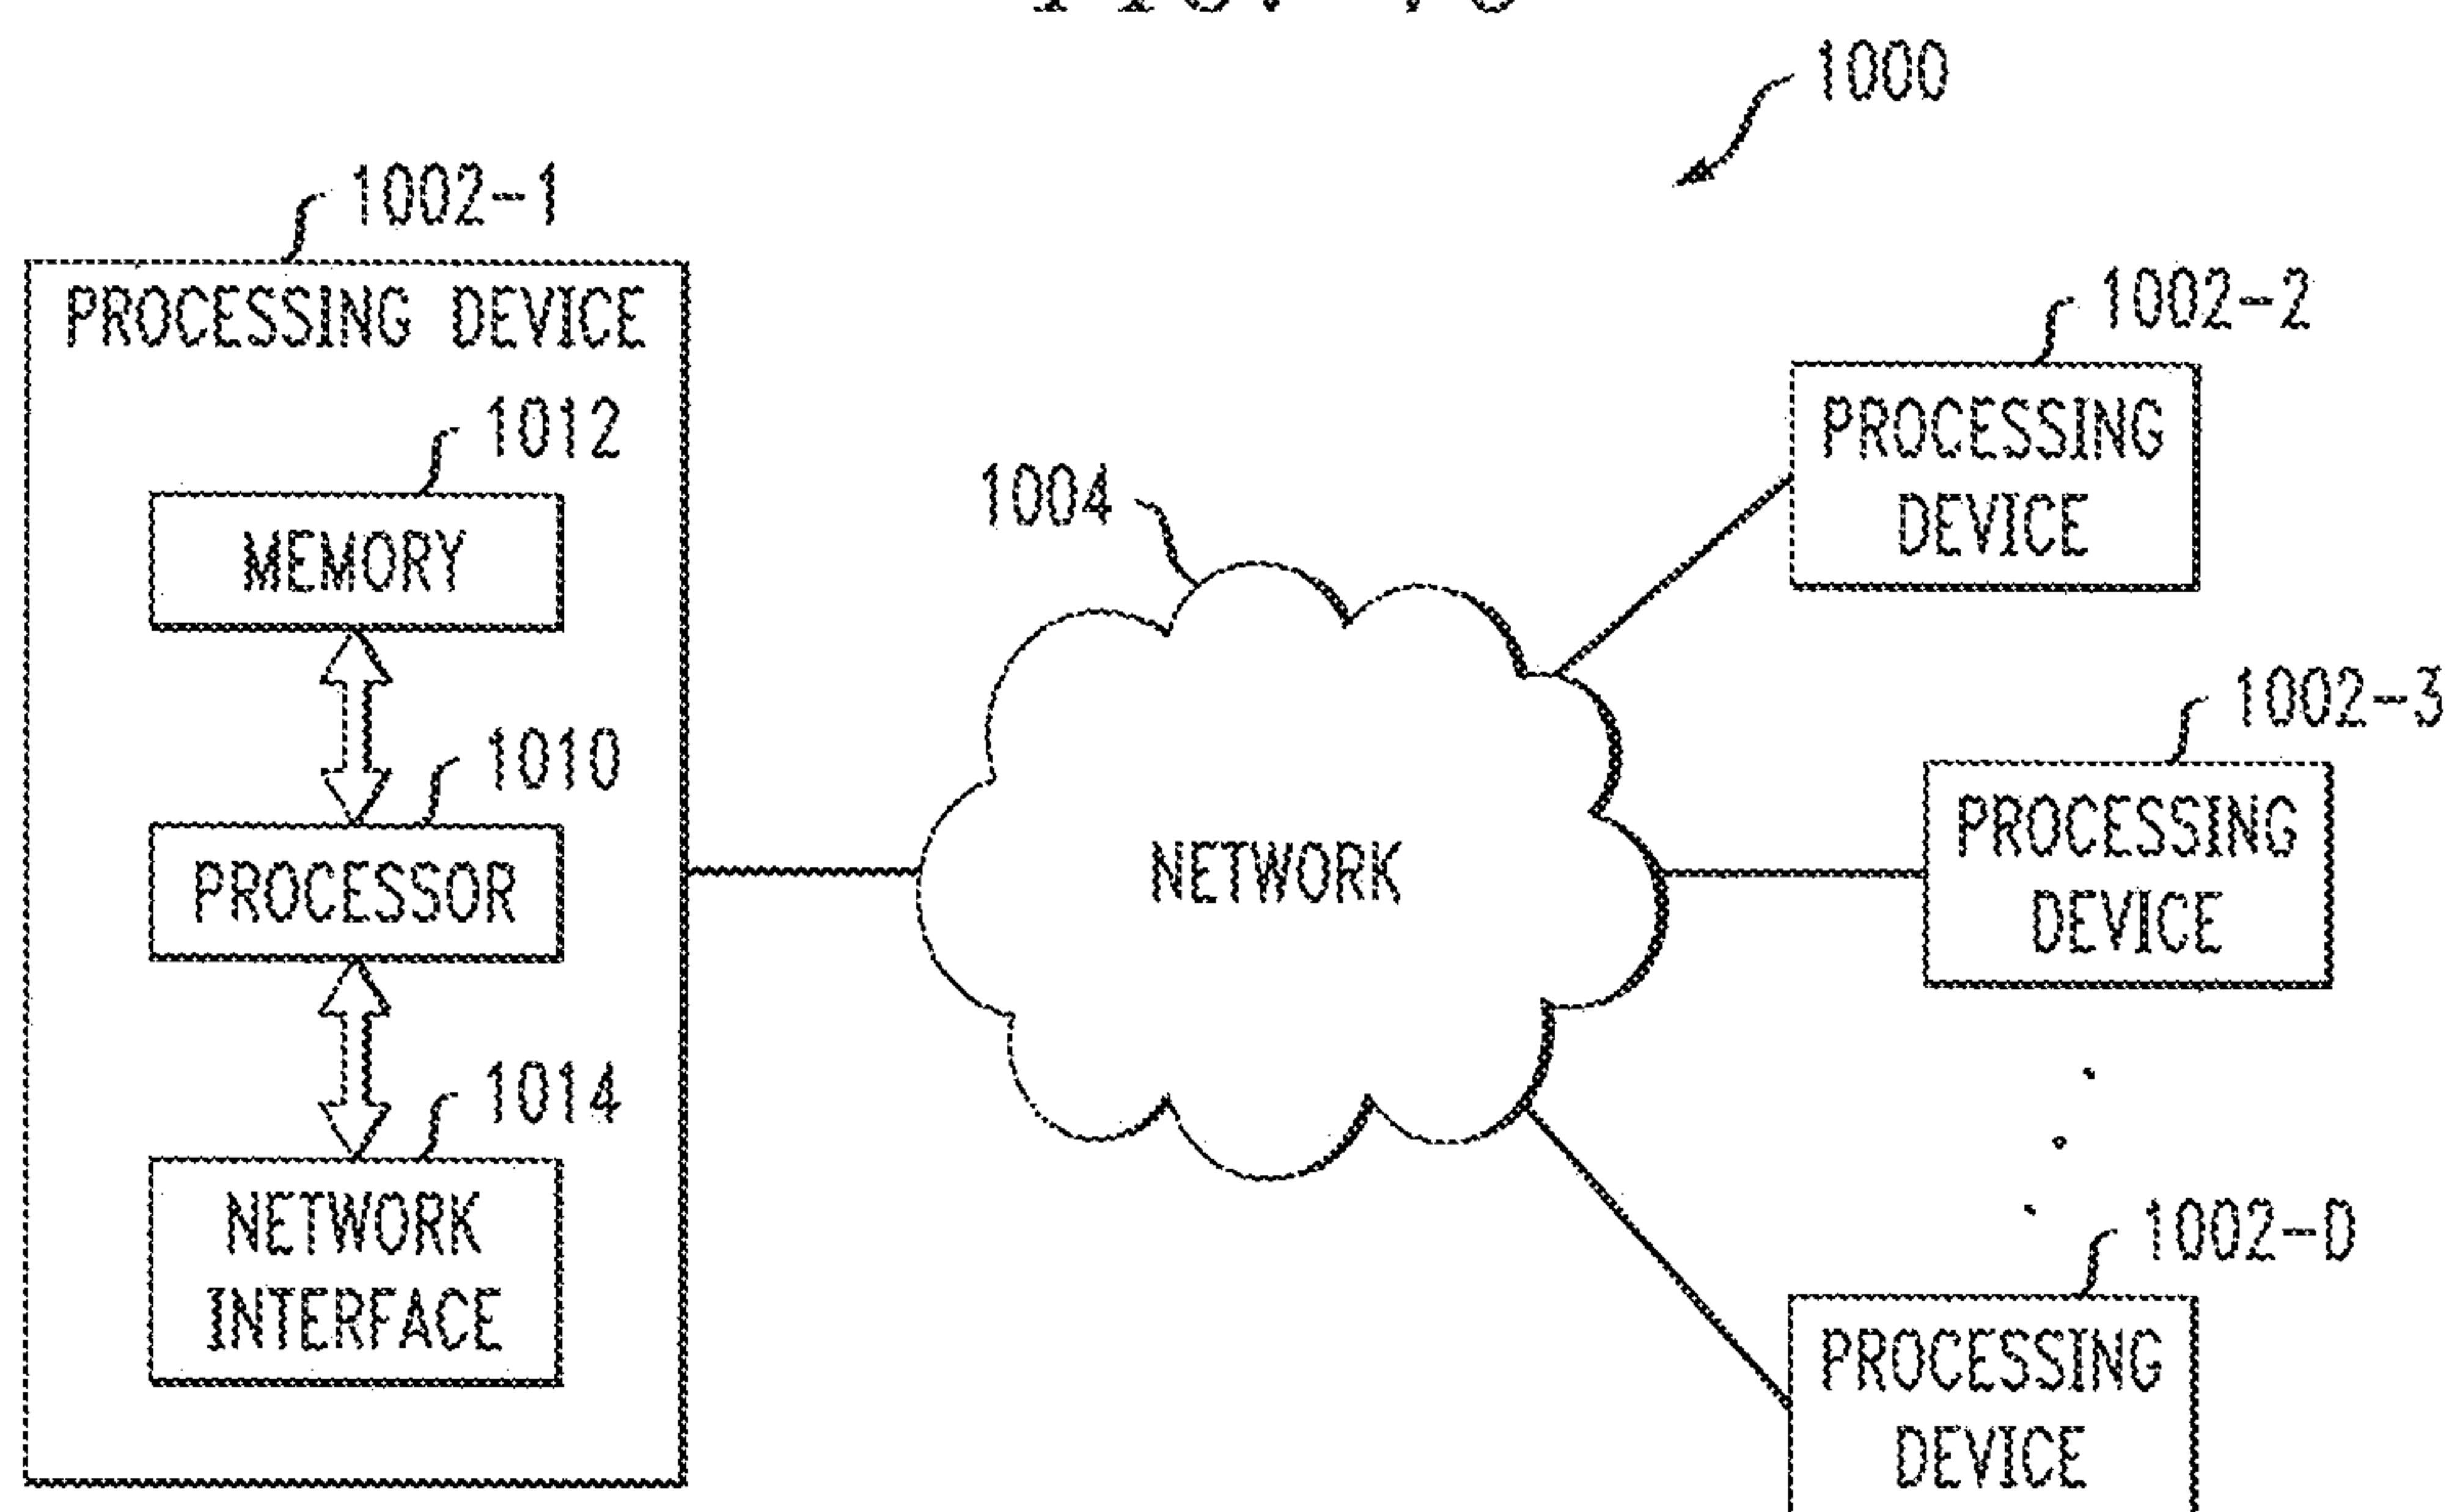 1000
1002-1
PROCESSING DEVICE
1012
MEMORY
1010
PROCESSOR
1014
NETWORK
INTERFACE
1004
NETWORK
1002-2
PROCESSING
DEVICE
1002-3
PROCESSING
DEVICE
1002-D
PROCESSING
DEVICE